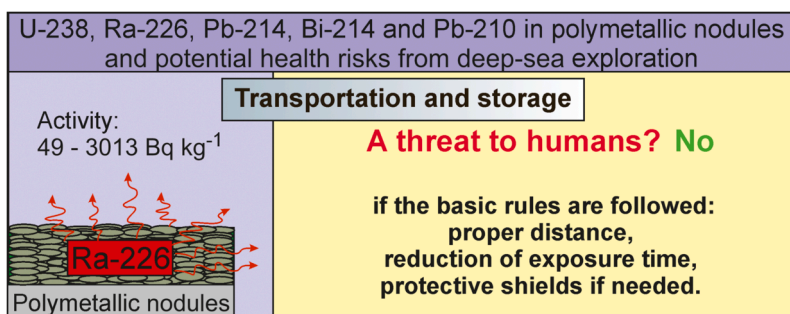 U-238, Ra-226, Pb-214, Bi-214 and Pb-210 in polymetallic nodules
and potential health risks from deep-sea exploration
Transportation and storage
Activity:
49 - 3013 Bq kg⁻¹
Ra-226
Polymetallic nodules
A threat to humans? No
if the basic rules are followed:
proper distance,
reduction of exposure time,
protective shields if needed.